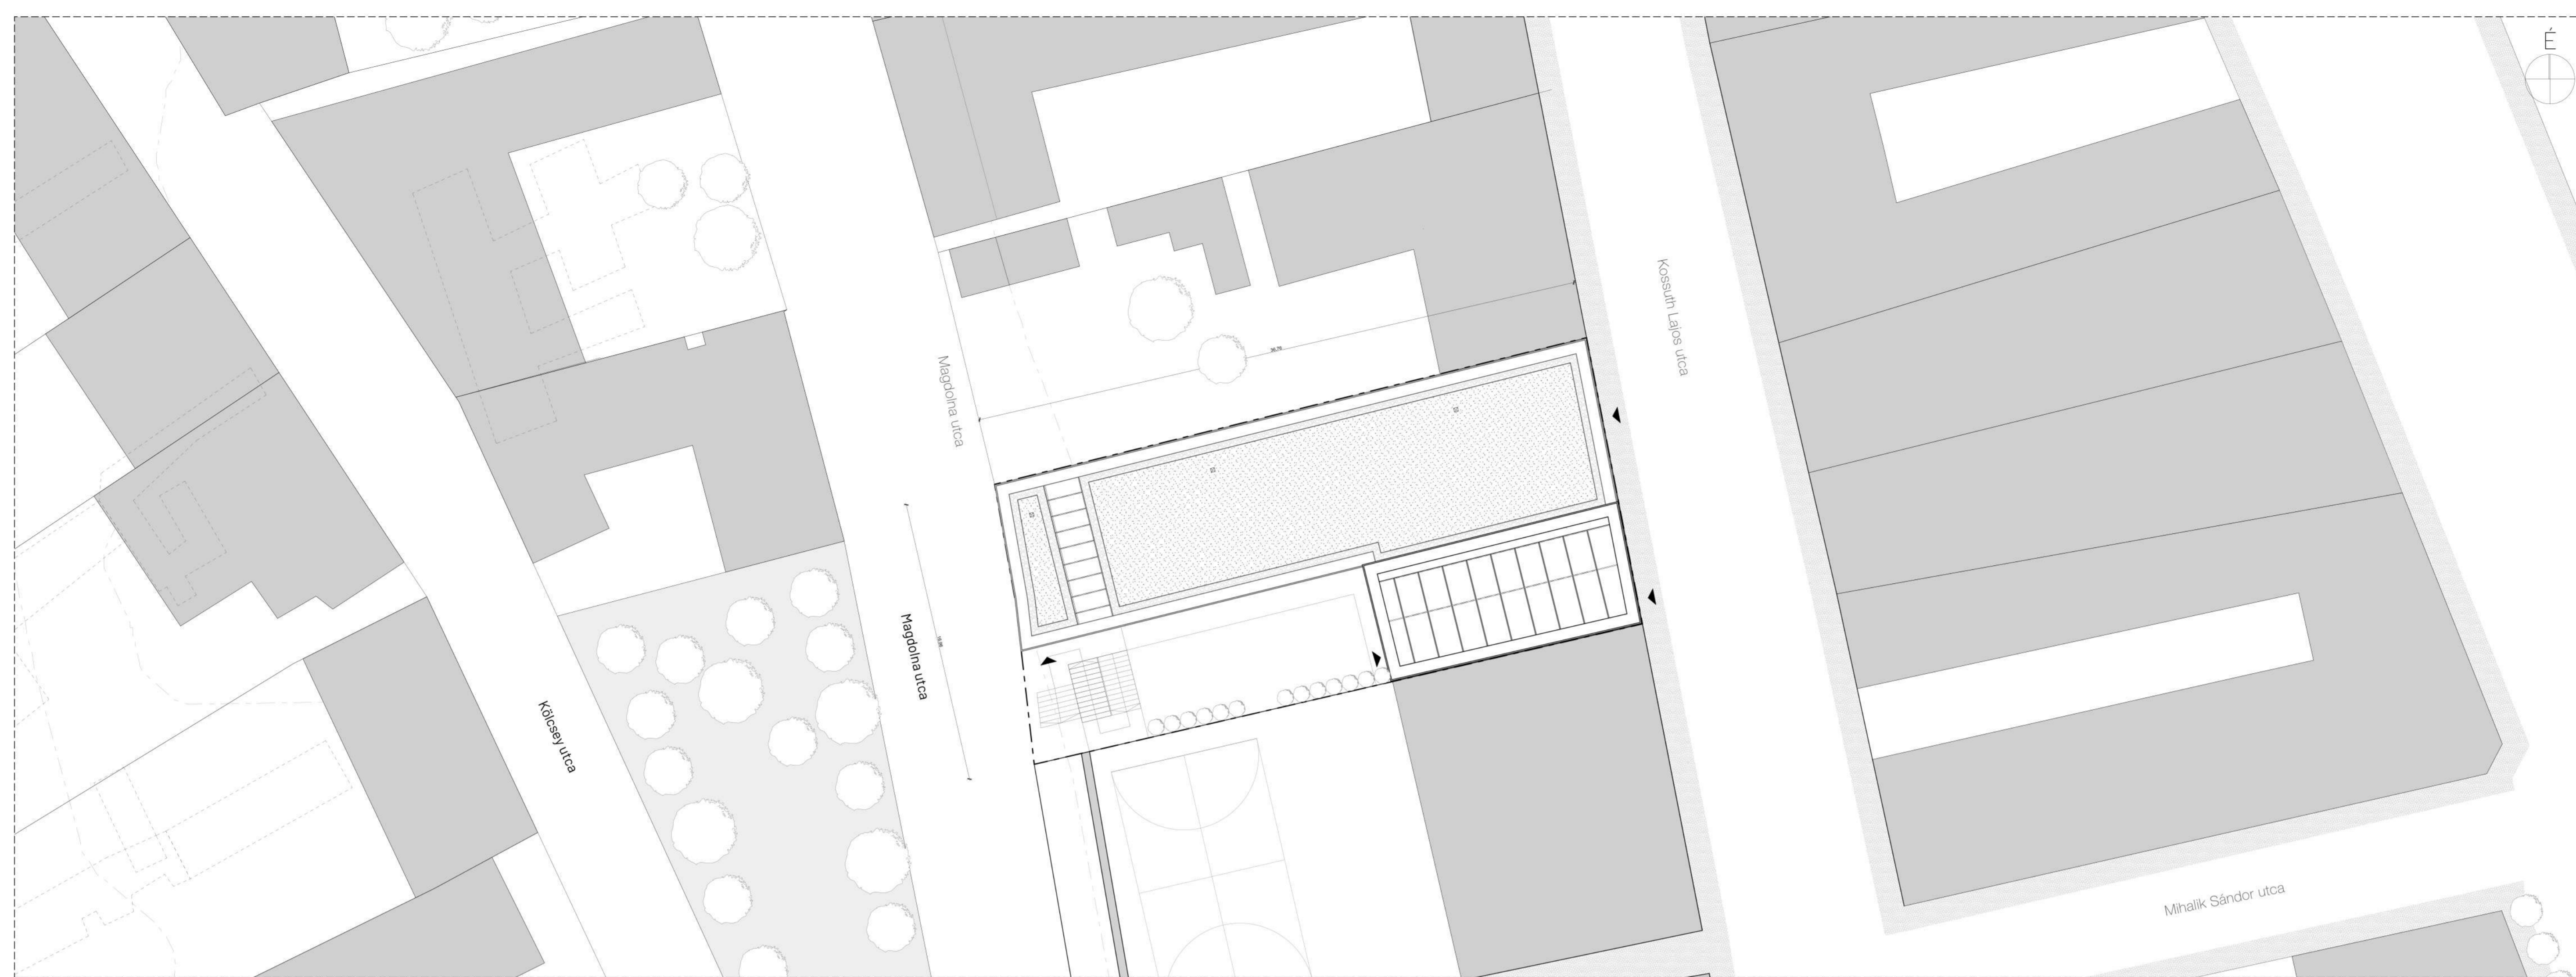 É
Kossuth Lajos utca
Magdolna utca
Magdolna utca
Kölcsey utca
Mihalik Sándor utca